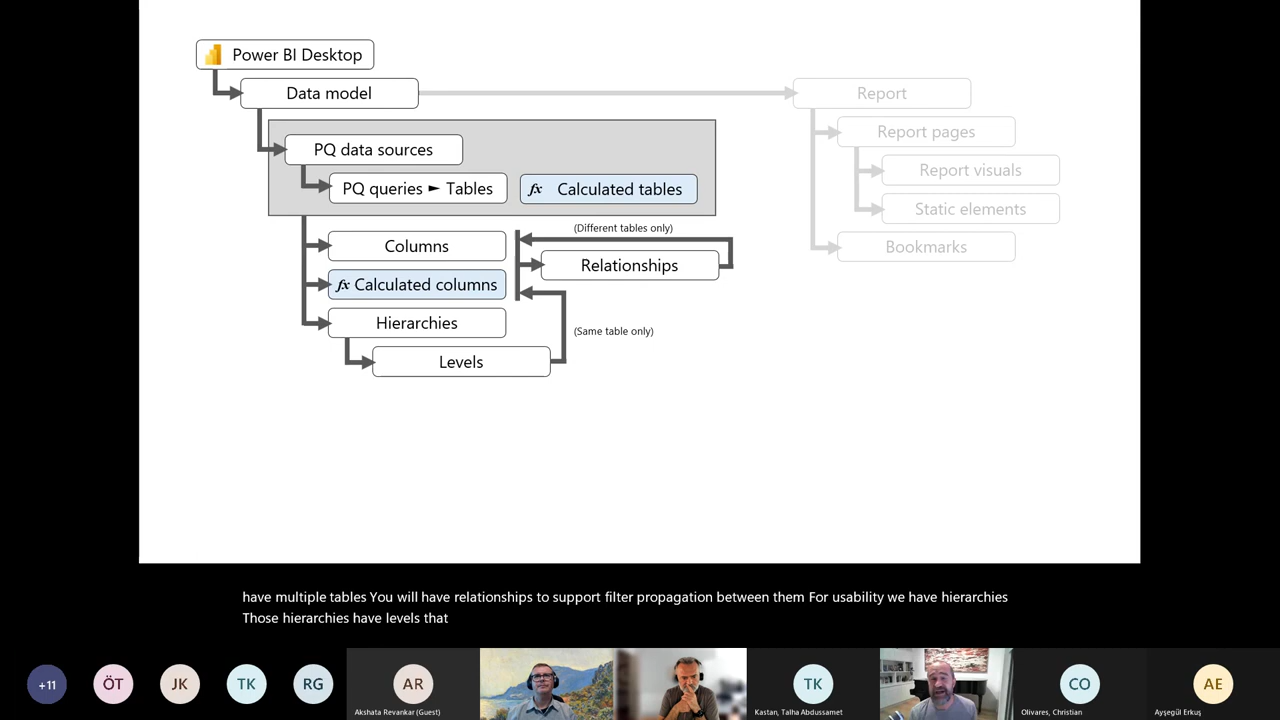 Power BI Desktop
Data model
Report
PQ data sources
Report pages
PQ queries ► Tables
fx Calculated tables
Report visuals
Static elements
(Different tables only)
Columns
Relationships
Bookmarks
fx Calculated columns
Hierarchies
(Same table only)
Levels
have multiple tables You will have relationships to support filter propagation between them For usability we have hierarchies
Those hierarchies have levels that
+11
ÖT
JK
TK
RG
AR
TK
CO
AE
Akshata Revankar (Guest)
Kastan, Talha Abdussamet
Olivares, Christian
Ayşegül Erkuş